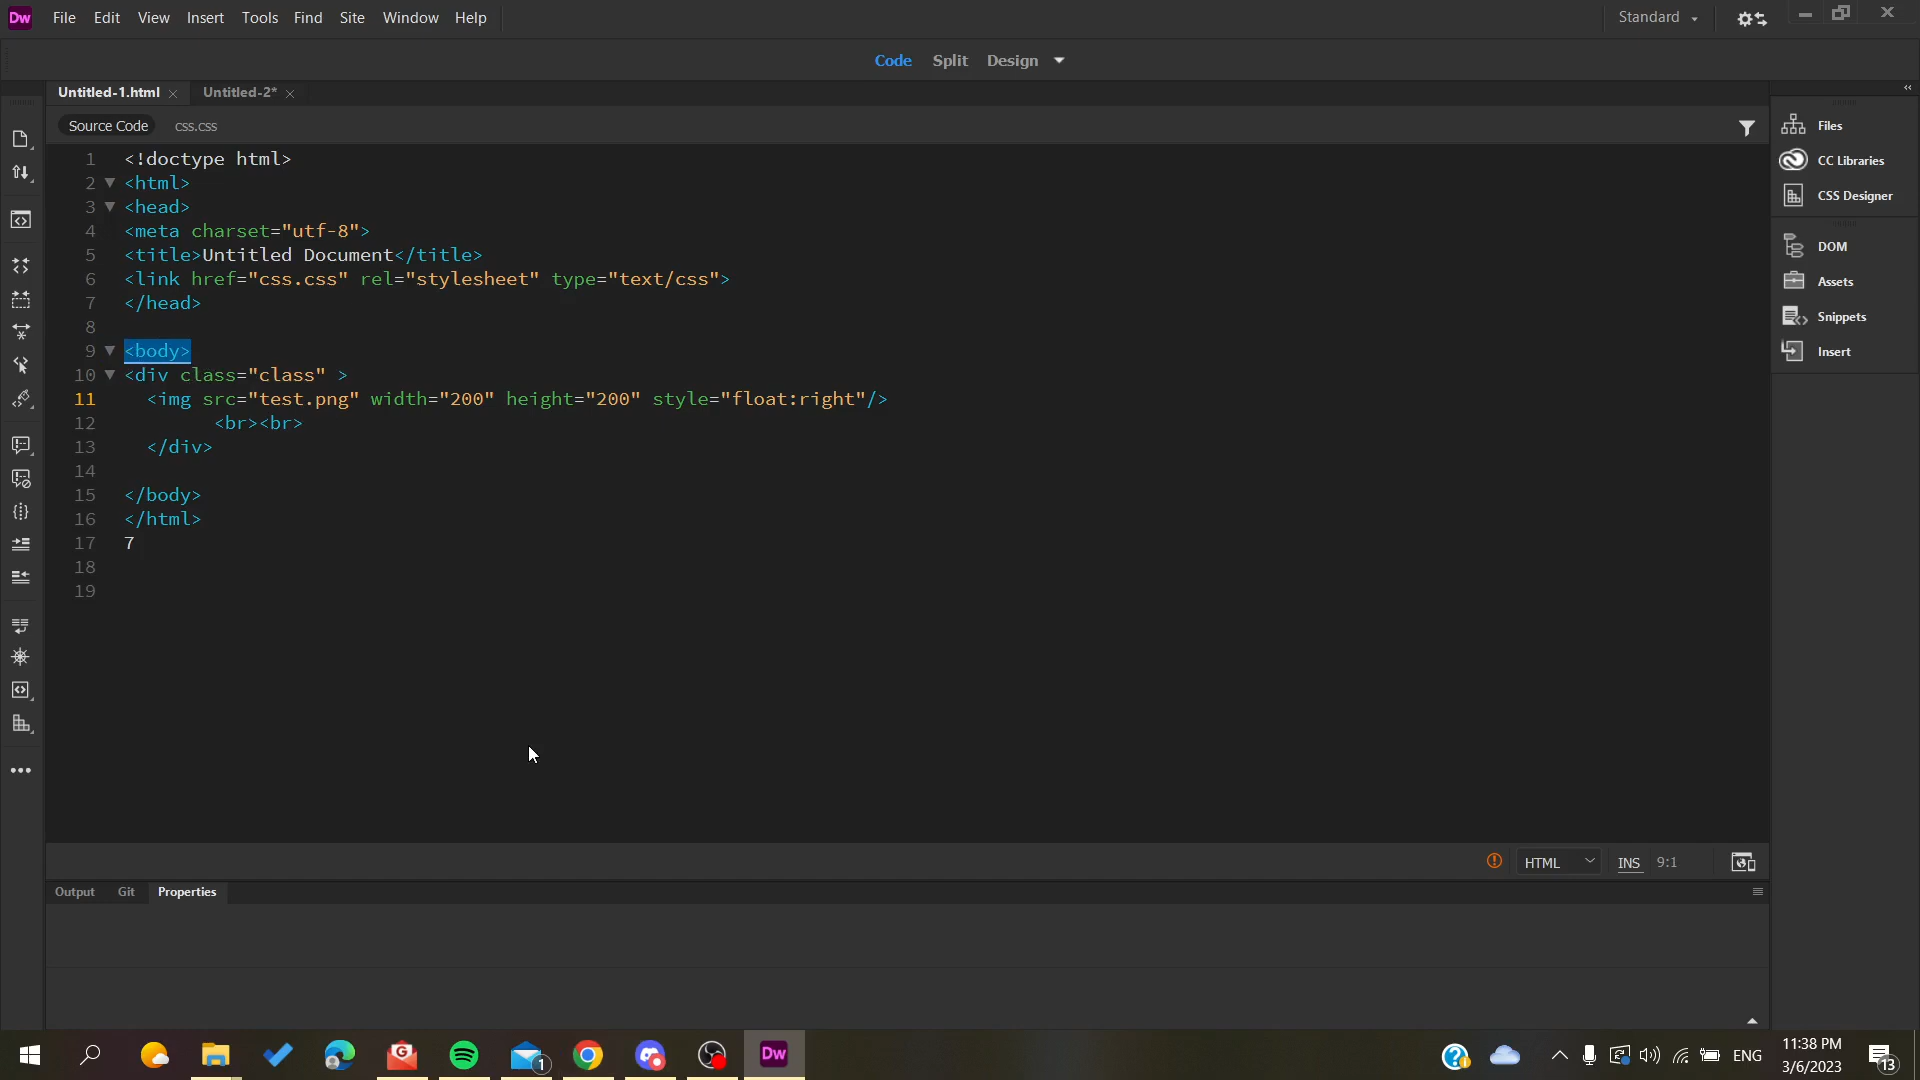 Dw File Edit View Insert Tools Find Site Window Help Standard
Code Split Design
Untitled-1.html Untitled-2*
Source Code css.css
1 <!doctype html>
2 <html>
3 <head>
4 <meta charset="utf-8">
5 <title>Untitled Document</title>
6 <link href="css.css" rel="stylesheet" type="text/css">
7 </head>
8
9 <body>
10 <div class="class" >
11 <img src="test.png" width="200" height="200" style="float:right"/>
12 <br><br>
13 </div>
14
15 </body>
16 </html>
17 7
18
19
Files
CC Libraries
CSS Designer
DOM
Assets
Snippets
Insert
HTML INS 9:1
Output Git Properties
1 Dw ENG 11:38 PM
3/6/2023 13